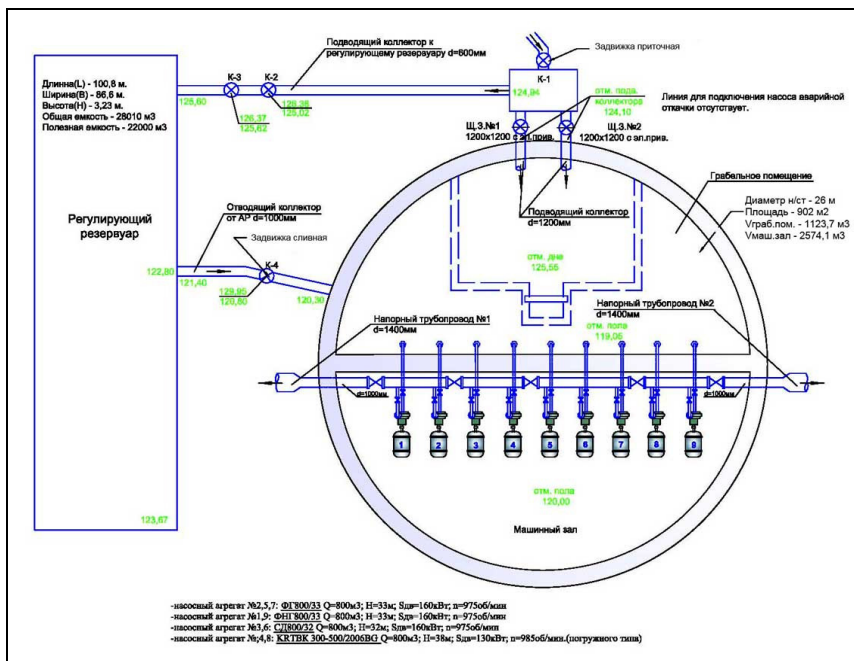 Подводящий коллектор к
регулирующему резервуару d=600мм
Задвижка приточная
К-3
К-2
К-1
Длинна(L) - 100,8 м.
Ширина(B) - 86,6 м.
Высота(H) - 3,23 м.
Общая емкость - 28010 м3
Полезная емкость - 22000 м3
125,60
126,37
125,62
126,36
125,02
124,94
отм. подв.
коллектора
124,10
Линия для подключения насоса аварийной
откачки отсутствует.
Щ.З.№1
1200x1200 с эл.прив.
Щ.З.№2
1200x1200 с эл.прив.
Грабельное помещение
Диаметр н/ст - 26 м
Площадь - 902 м2
Vграб.пом. - 1123,7 м3
Vмаш.зал - 2574,1 м3
Отводящий коллектор
от АР d=1000мм
Подводящий коллектор
d=1200мм
Регулирующий
резервуар
Задвижка сливная
К-4
122,80
121,40
129,95
120,50
120,30
отм. дна
125,55
Напорный трубопровод №1
d=1400мм
Напорный трубопровод №2
d=1400мм
отм. пола
119,05
d=1000мм
d=1000мм
1 2 3 4 5 6 7 8 9
отм. пола
120,00
123,67
Машинный зал
-насосный агрегат №2,5,7: ФГ800/33 Q=800м3; H=33м; Sдв=160кВт; n=975об/мин
-насосный агрегат №1,9: ФНГ800/33 Q=800м3; H=33м; Sдв=160кВт; n=975об/мин
-насосный агрегат №3,6: СД800/32 Q=800м3; H=32м; Sдв=160кВт; n=975об/мин
-насосный агрегат №;4,8: KRTBK 300-500/2006BG Q=800м3; H=38м; Sдв=130кВт; n=985об/мин.(погружного типа)